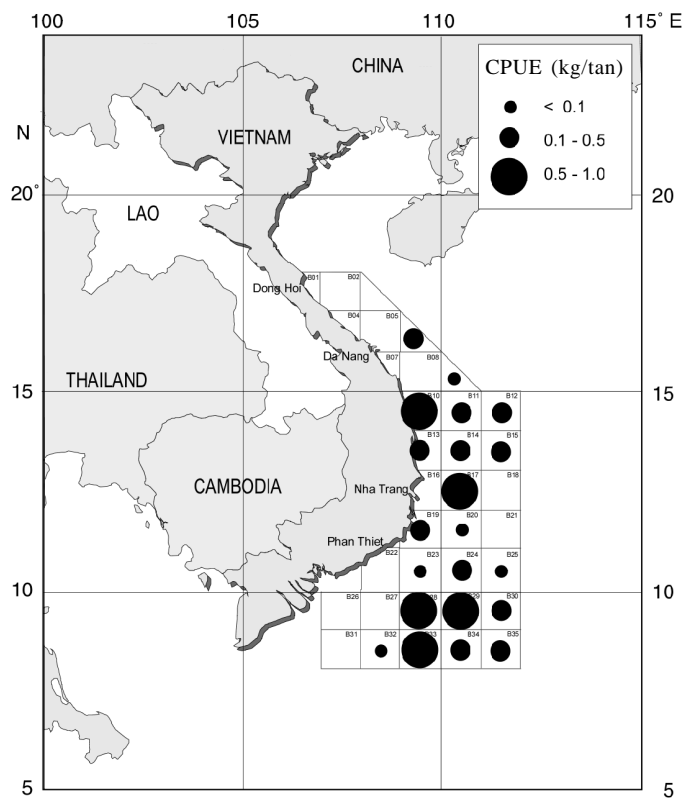 100 105 110 115° E
CHINA
CPUE (kg/tan)
< 0.1
0.1 - 0.5
0.5 - 1.0
N
VIETNAM
20° 20
LAO
B01 B02
Dong Hoi
B04 B05
Da Nang B07 B08
THAILAND
15 15
B10 B11 B12
B13 B14 B15
CAMBODIA
Nha Trang B16 B17 B18
B19 B20 B21
Phan Thiet
B22 B23 B24 B25
10 10
B26 B27 B28 B29 B30
B31 B32 B33 B34 B35
5 5